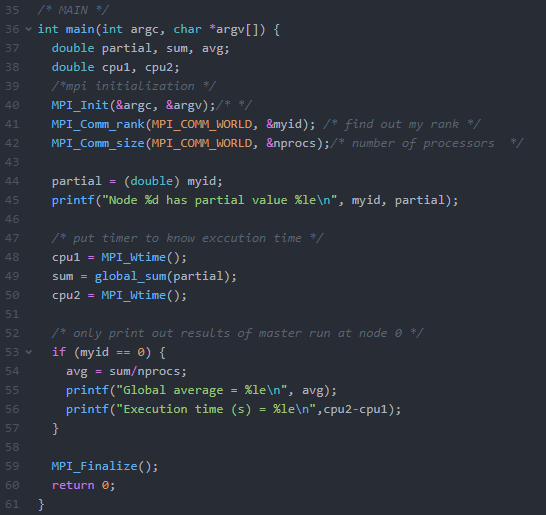 35 /* MAIN */
36 int main(int argc, char *argv[]) {
37   double partial, sum, avg;
38   double cpu1, cpu2;
39   /*mpi initialization */
40   MPI_Init(&argc, &argv);/* */
41   MPI_Comm_rank(MPI_COMM_WORLD, &myid); /* find out my rank */
42   MPI_Comm_size(MPI_COMM_WORLD, &nprocs);/* number of processors  */
43
44   partial = (double) myid;
45   printf("Node %d has partial value %le\n", myid, partial);
46
47   /* put timer to know exccution time */
48   cpu1 = MPI_Wtime();
49   sum = global_sum(partial);
50   cpu2 = MPI_Wtime();
51
52   /* only print out results of master run at node 0 */
53   if (myid == 0) {
54     avg = sum/nprocs;
55     printf("Global average = %le\n", avg);
56     printf("Execution time (s) = %le\n",cpu2-cpu1);
57   }
58
59   MPI_Finalize();
60   return 0;
61 }